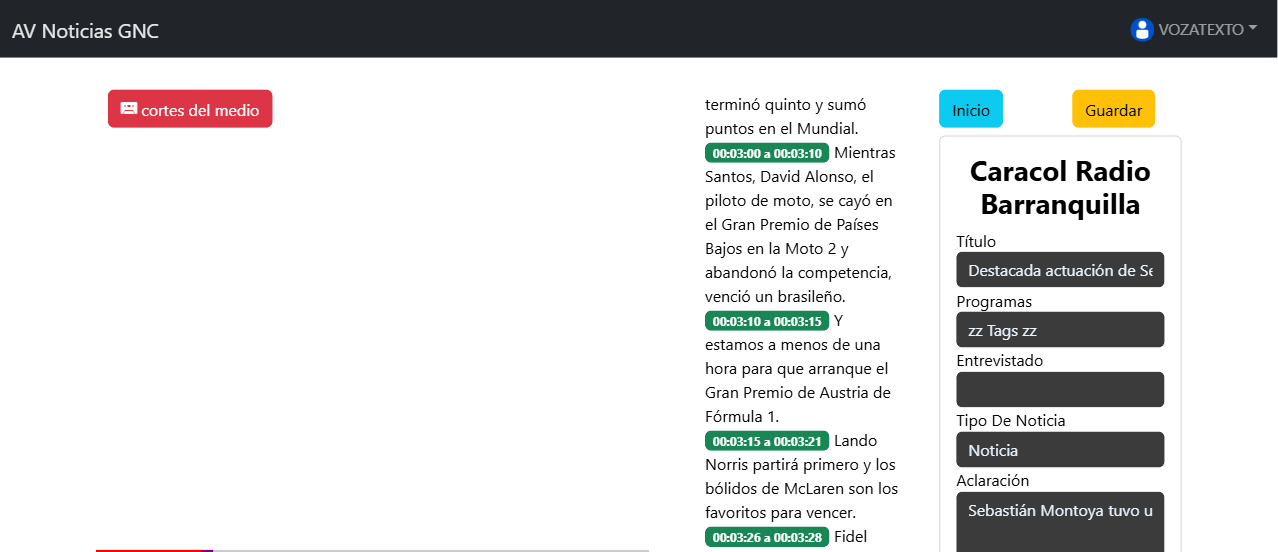 AV Noticias GNC
VOZATEXTO
cortes del medio
terminó quinto y sumó
puntos en el Mundial.
00:03:00 a 00:03:10 Mientras
Santos, David Alonso, el
piloto de moto, se cayó en
el Gran Premio de Países
Bajos en la Moto 2 y
abandonó la competencia,
venció un brasileño.
00:03:10 a 00:03:15 Y
estamos a menos de una
hora para que arranque el
Gran Premio de Austria de
Fórmula 1.
00:03:15 a 00:03:21 Lando
Norris partirá primero y los
bólidos de McLaren son los
favoritos para vencer.
00:03:26 a 00:03:28 Fidel
Inicio
Guardar
Caracol Radio
Barranquilla
Título
Destacada actuación de Se
Programas
zz Tags zz
Entrevistado
Tipo De Noticia
Noticia
Aclaración
Sebastián Montoya tuvo u